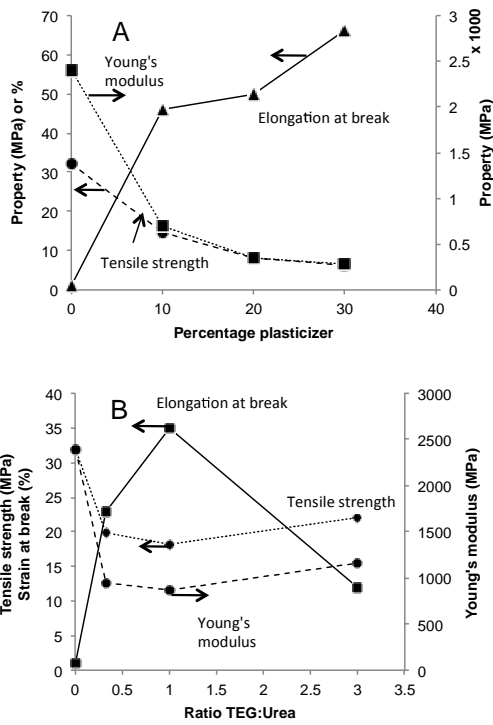 A
Young's
modulus
Elongation at break
Tensile strength
Property (MPa) or %
70
60
50
40
30
20
10
0
x 1000
Property (MPa)
3
2.5
2
1.5
1
0.5
0
0
10
20
30
40
Percentage plasticizer
B
Elongation at break
Tensile strength
Young's
modulus
Tensile strength (MPa)
Strain at break (%)
40
35
30
25
20
15
10
5
0
Young's modulus (MPa)
3000
2500
2000
1500
1000
500
0
0
0.5
1
1.5
2
2.5
3
3.5
Ratio TEG:Urea